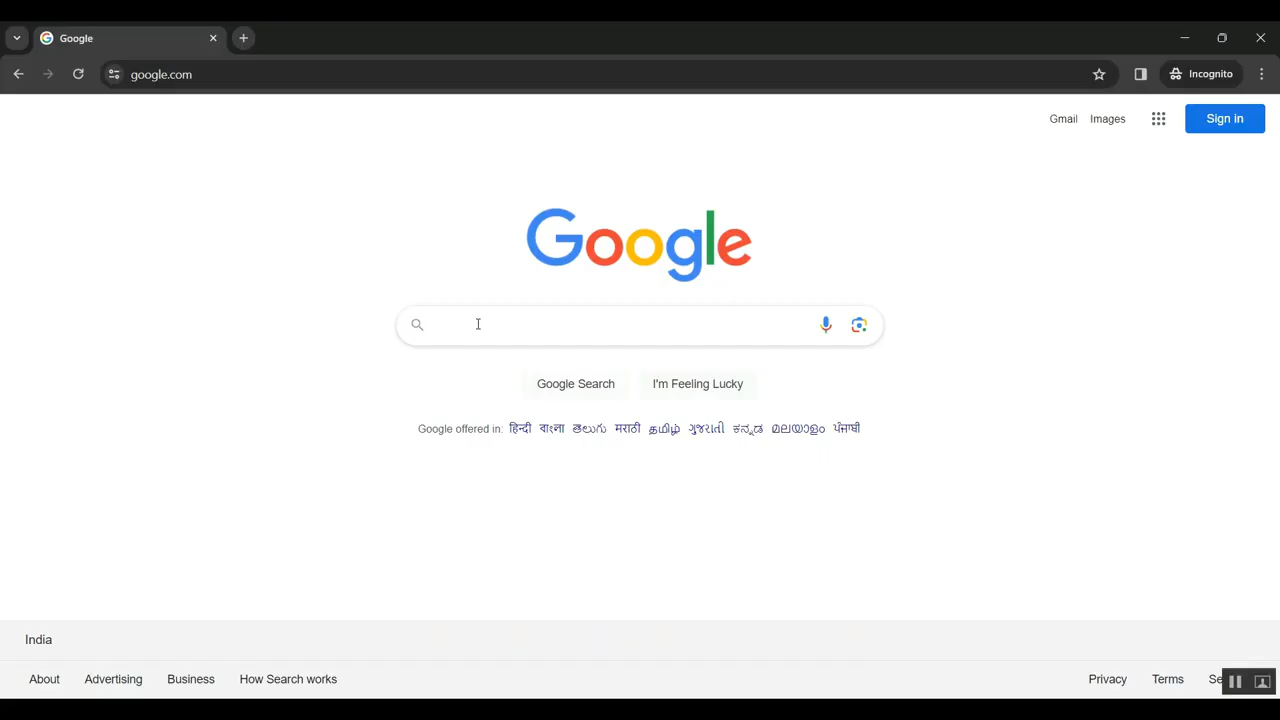 Google
google.com
Incognito
Gmail Images Sign in
Google
Google Search I'm Feeling Lucky
Google offered in: हिन्दी বাংলা తెలుగు मराठी தமிழ் ગુજરાતી ಕನ್ನಡ മലയാളം ਪੰਜਾਬੀ
India
About Advertising Business How Search works Privacy Terms Se